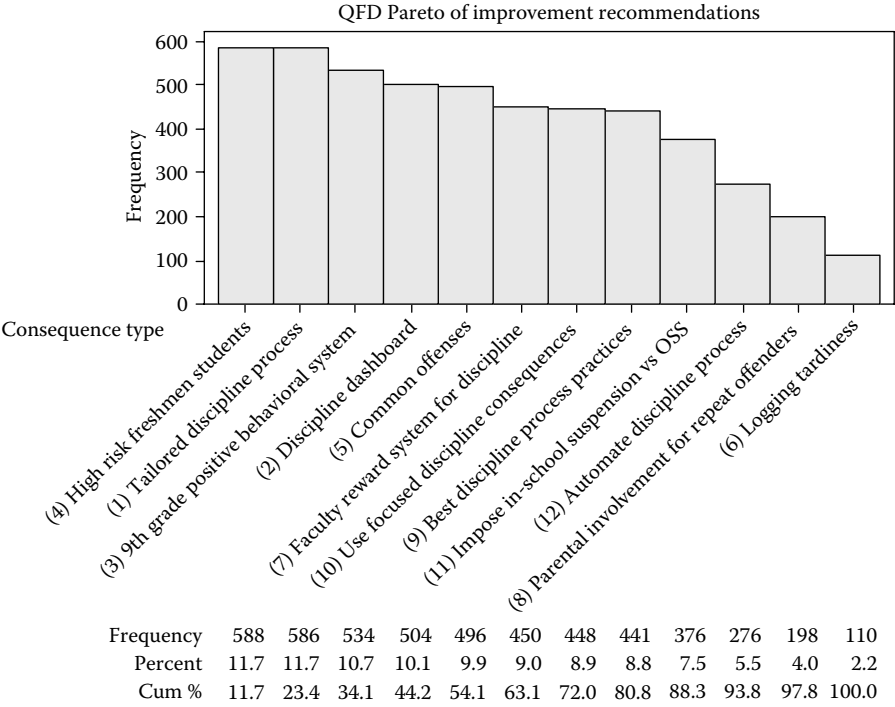 QFD Pareto of improvement recommendations
600
500
400
300
200
100
0
Frequency
Consequence type
(4) High risk freshmen students
(1) Tailored discipline process
(3) 9th grade positive behavioral system
(2) Discipline dashboard
(5) Common offenses
(7) Faculty reward system for discipline
(10) Use focused discipline consequences
(9) Best discipline process practices
(11) Impose in-school suspension vs OSS
(12) Automate discipline process
(8) Parental involvement for repeat offenders
(6) Logging tardiness
Frequency 588 586 534 504 496 450 448 441 376 276 198 110
Percent 11.7 11.7 10.7 10.1 9.9 9.0 8.9 8.8 7.5 5.5 4.0 2.2
Cum % 11.7 23.4 34.1 44.2 54.1 63.1 72.0 80.8 88.3 93.8 97.8 100.0